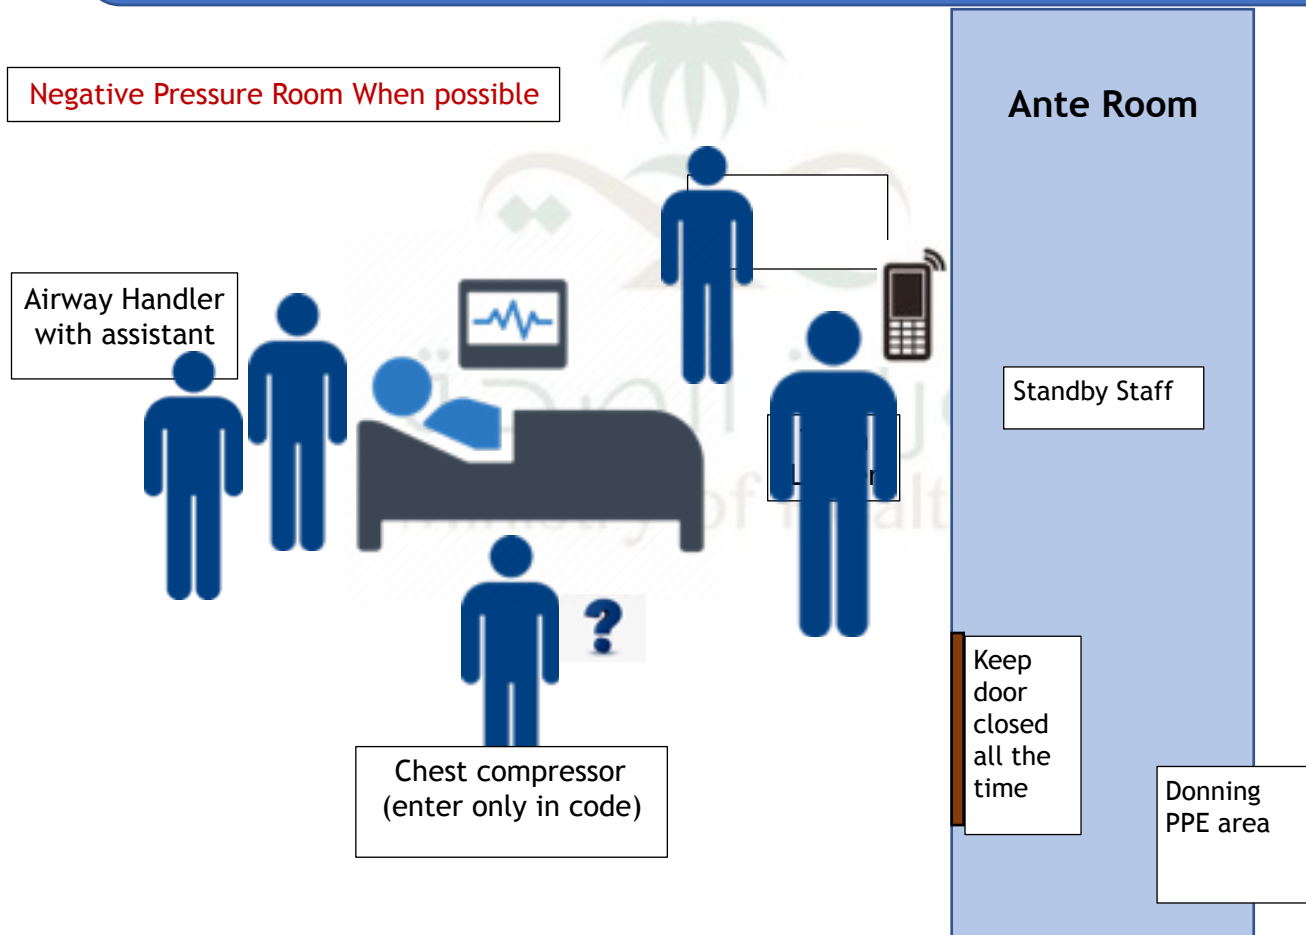 Negative Pressure Room When possible
Ante Room
Airway Handler
with assistant
Standby Staff
Keep
door
closed
all the
time
Chest compressor
(enter only in code)
Donning
PPE area